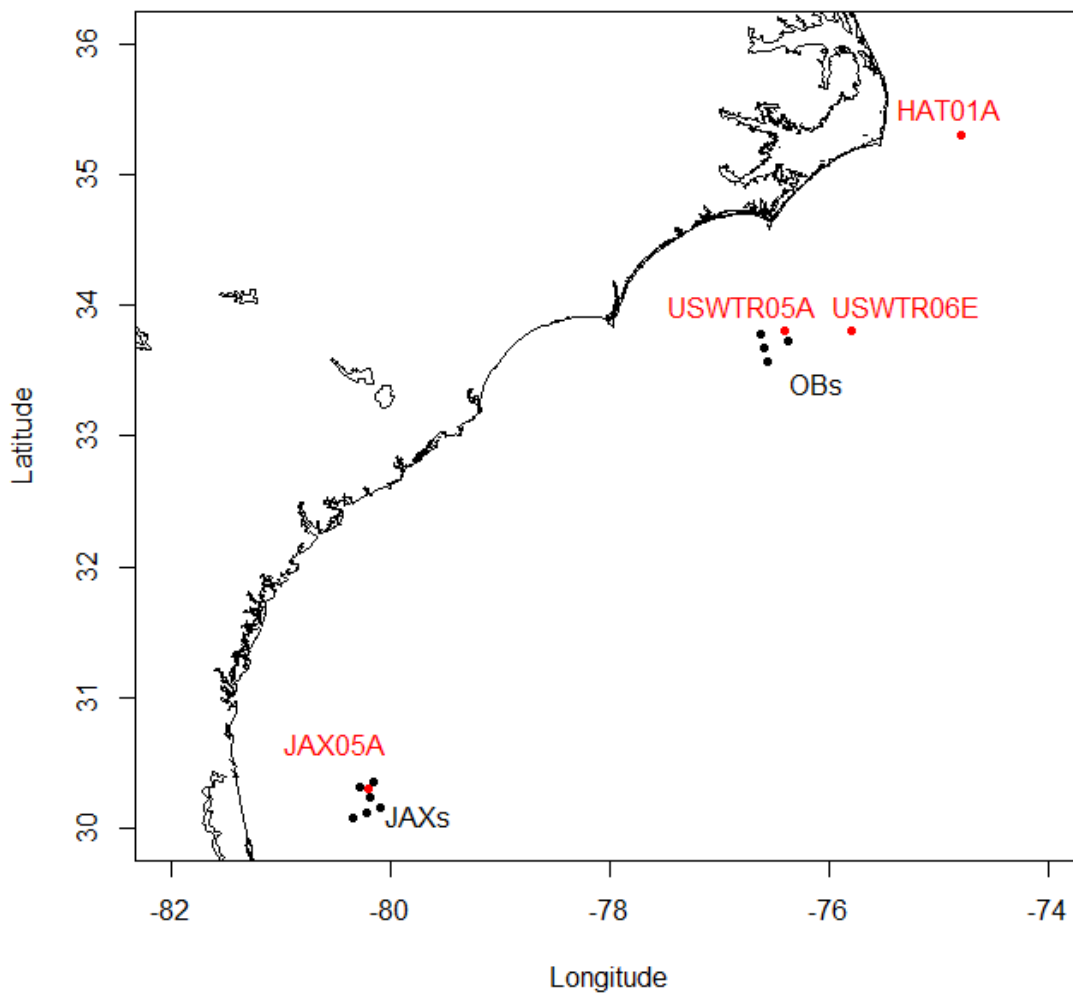 36
HAT01A
35
34
USWTR05A USWTR06E
OBs
33
Latitude
32
31
JAX05A
JAXs
30
-82 -80 -78 -76 -74
Longitude